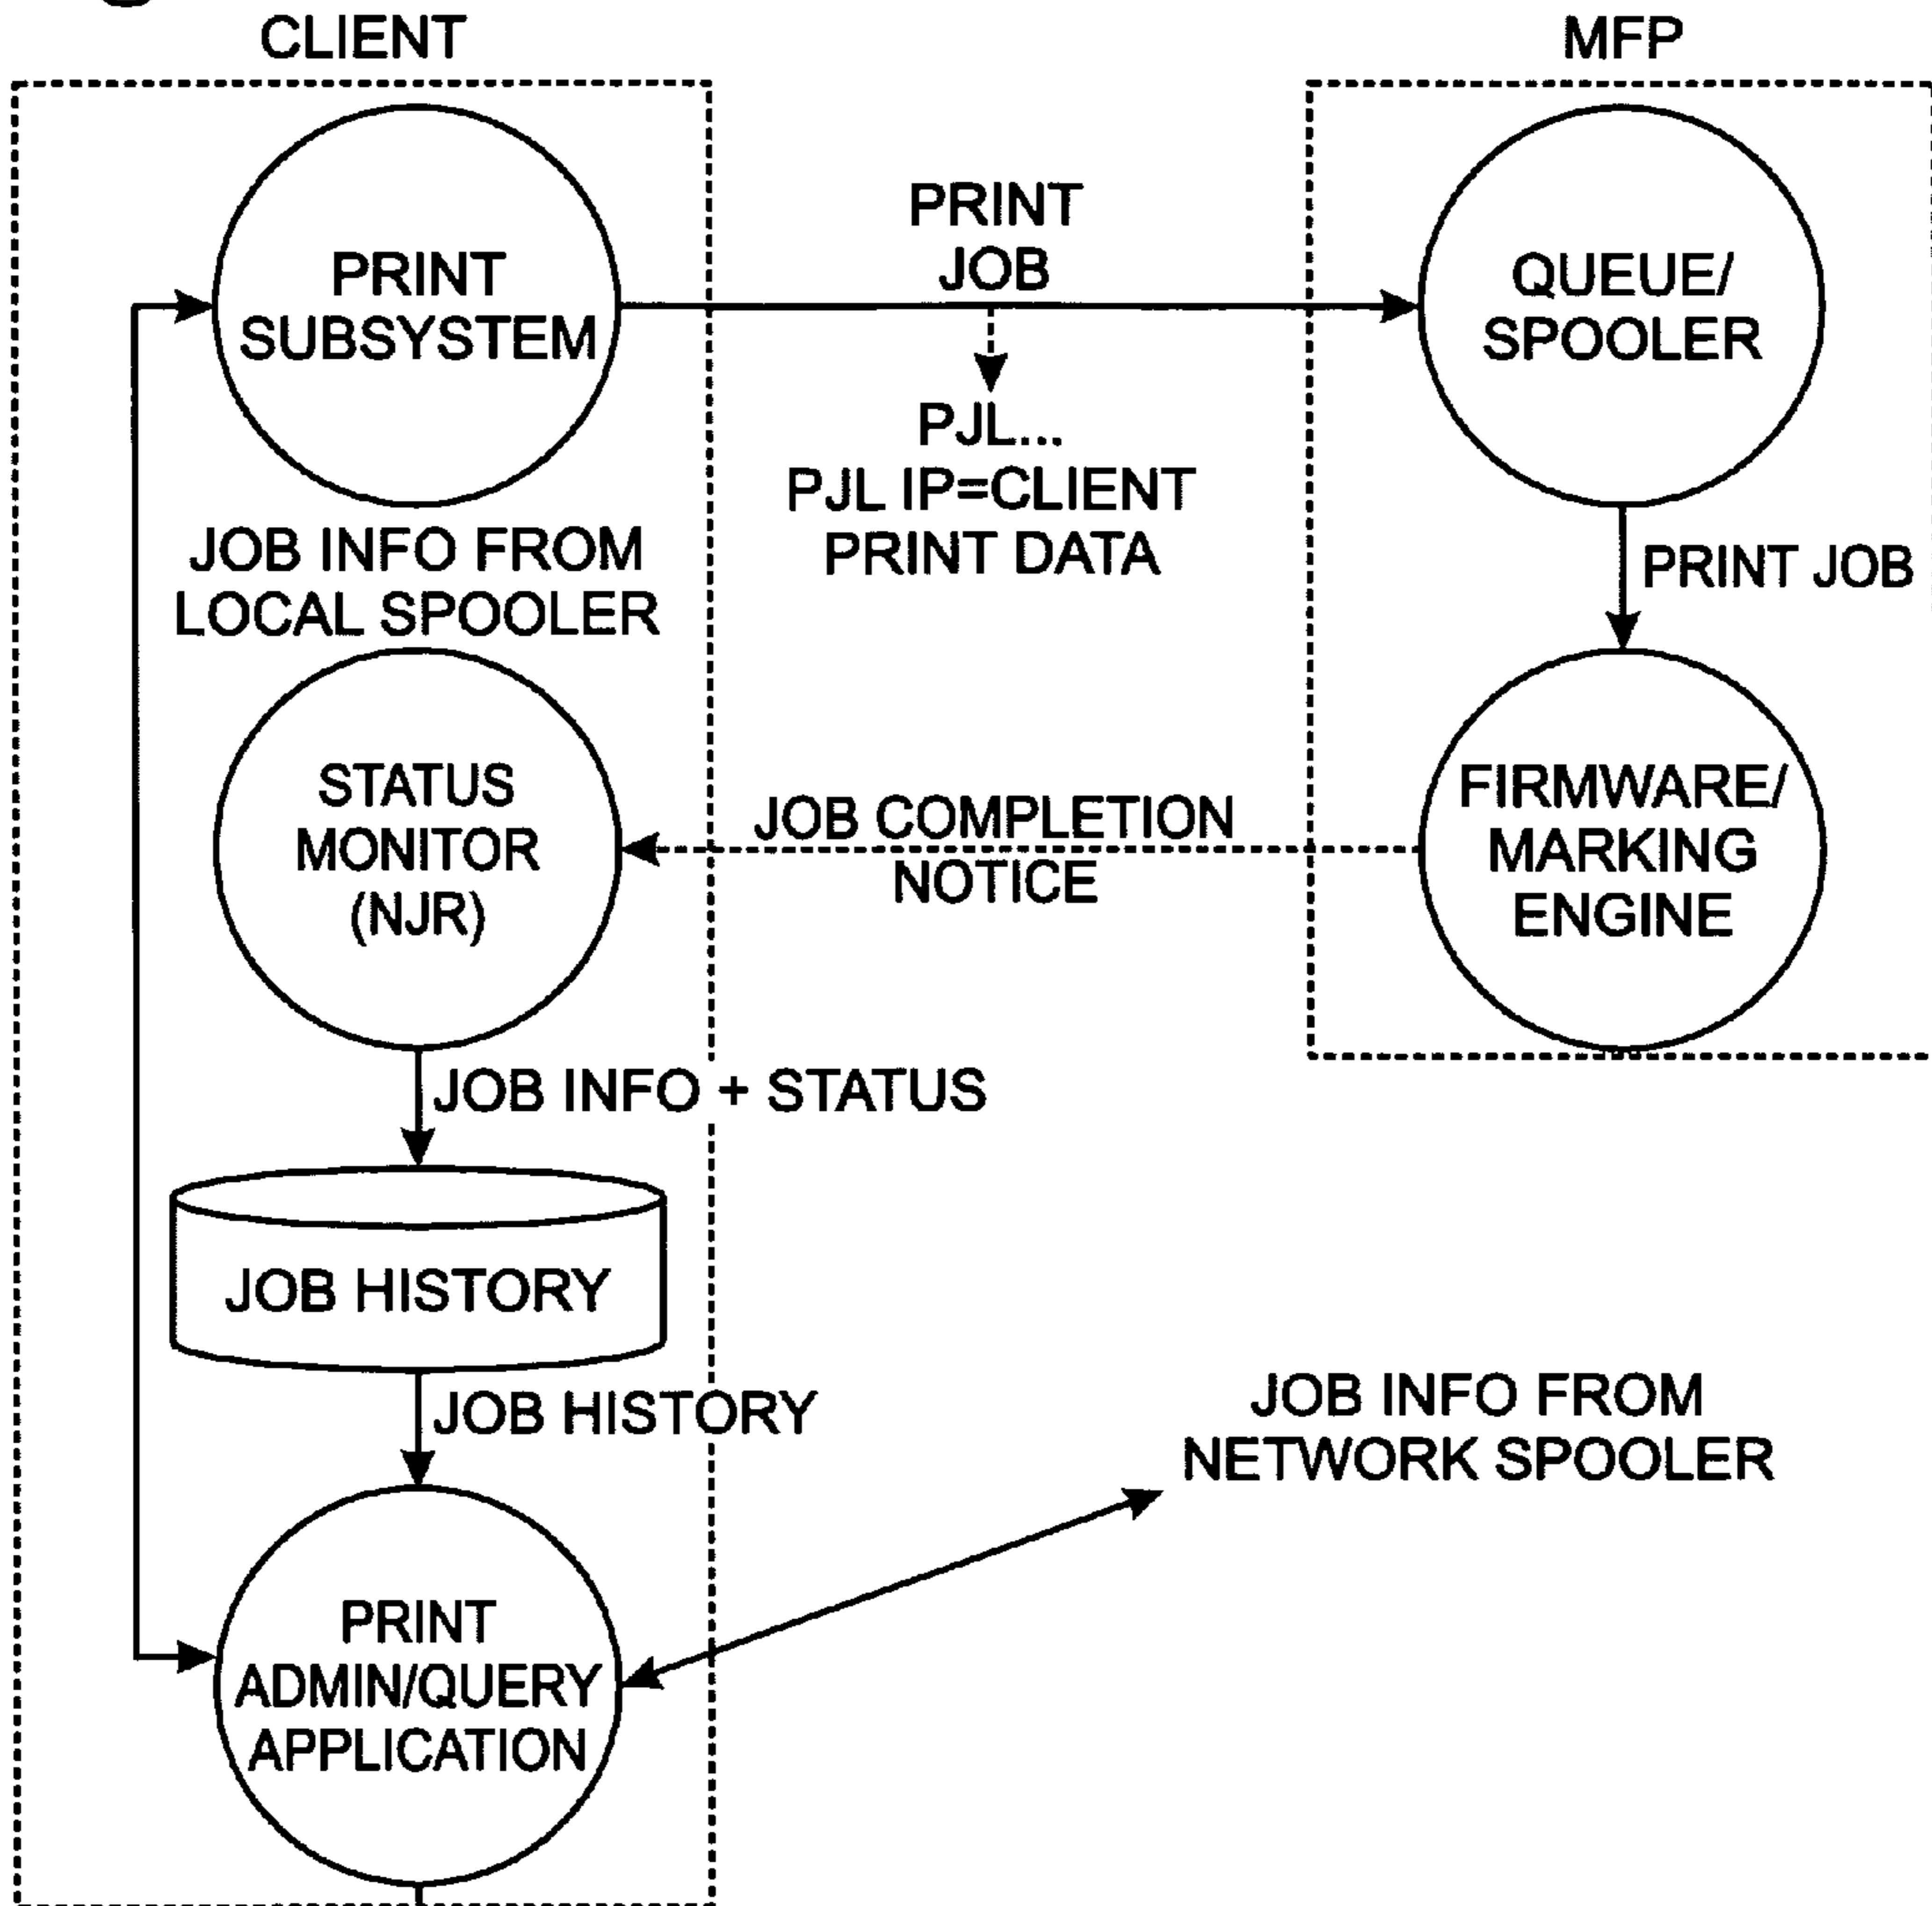 CLIENT
MFP
PRINT
SUBSYSTEM
PRINT
JOB
QUEUE/
SPOOLER
PJL...
PJL IP=CLIENT
PRINT DATA
JOB INFO FROM
LOCAL SPOOLER
PRINT JOB
STATUS
MONITOR
(NJR)
JOB COMPLETION
NOTICE
FIRMWARE/
MARKING
ENGINE
JOB INFO + STATUS
JOB HISTORY
JOB HISTORY
JOB INFO FROM
NETWORK SPOOLER
PRINT
ADMIN/QUERY
APPLICATION